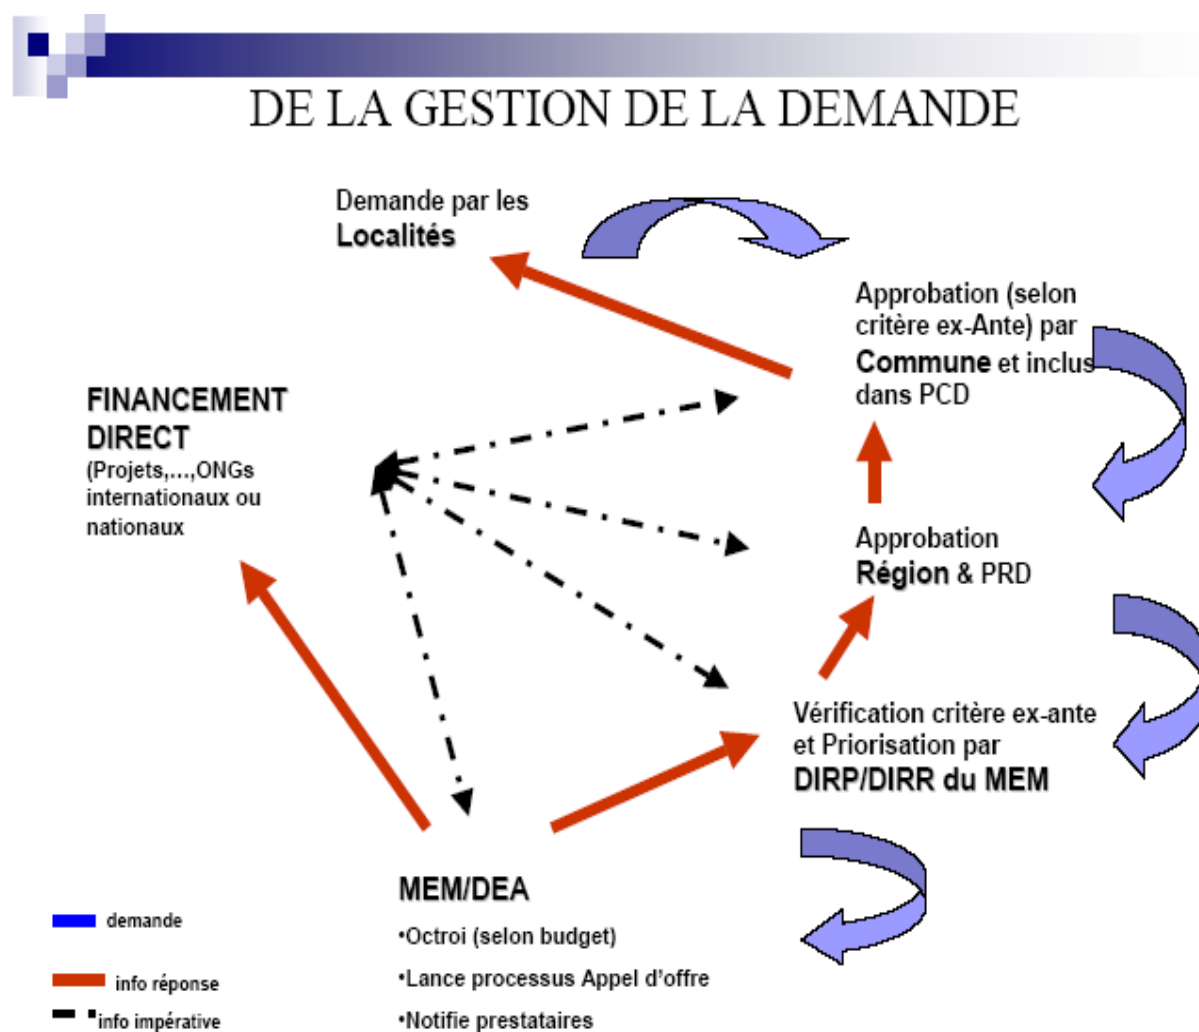 DE LA GESTION DE LA DEMANDE
Demande par les
Localités
Approbation (selon
critère ex-Ante) par
Commune et inclus
dans PCD
FINANCEMENT
DIRECT
(Projets,...,ONGs
internationaux ou
nationaux
Approbation
Région & PRD
Vérification critère ex-ante
et Priorisation par
DIRP/DIRR du MEM
MEM/DEA
•Octroi (selon budget)
•Lance processus Appel d'offre
•Notifie prestataires
demande
info réponse
info impérative